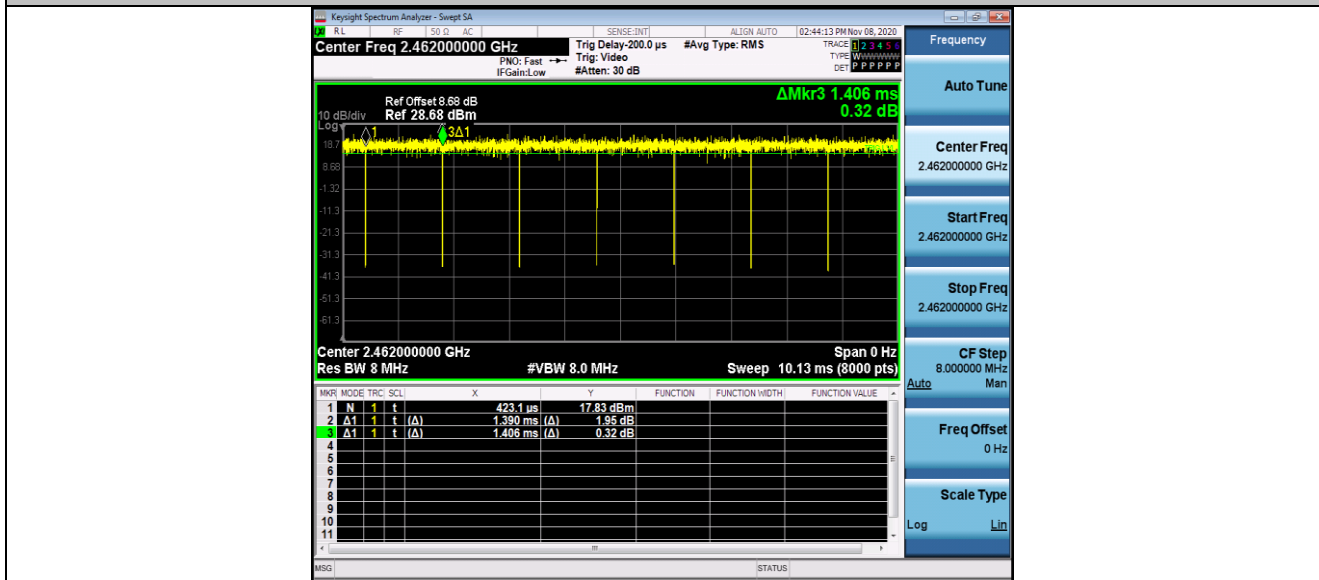 Keysight Spectrum Analyzer - Swept SA
RL RF 50 Ω AC SENSE:INT ALIGN AUTO 02:44:13 PM Nov 08, 2020
Center Freq 2.462000000 GHz
PNO: Fast
IFGain:Low
Trig Delay-200.0 µs
Trig: Video
#Atten: 30 dB
#Avg Type: RMS
TRACE 1 2 3 4 5 6
TYPE
DET P P P P P P
ΔMkr3 1.406 ms
0.32 dB
Ref Offset 8.68 dB
10 dB/div Ref 28.68 dBm
Log
1
3Δ1
18.7
8.68
-1.32
-11.3
-21.3
-31.3
-41.3
-51.3
-61.3
Center 2.462000000 GHz Span 0 Hz
Res BW 8 MHz #VBW 8.0 MHz Sweep 10.13 ms (8000 pts)
MKR MODE TRC SCL X Y FUNCTION FUNCTION WIDTH FUNCTION VALUE
1 N 1 t 423.1 µs 17.83 dBm
2 Δ1 1 t (Δ) 1.390 ms (Δ) 1.95 dB
3 Δ1 1 t (Δ) 1.406 ms (Δ) 0.32 dB
4
5
6
7
8
9
10
11
MSG STATUS
Frequency
Auto Tune
Center Freq
2.462000000 GHz
Start Freq
2.462000000 GHz
Stop Freq
2.462000000 GHz
CF Step
8.000000 MHz
Auto Man
Freq Offset
0 Hz
Scale Type
Log Lin